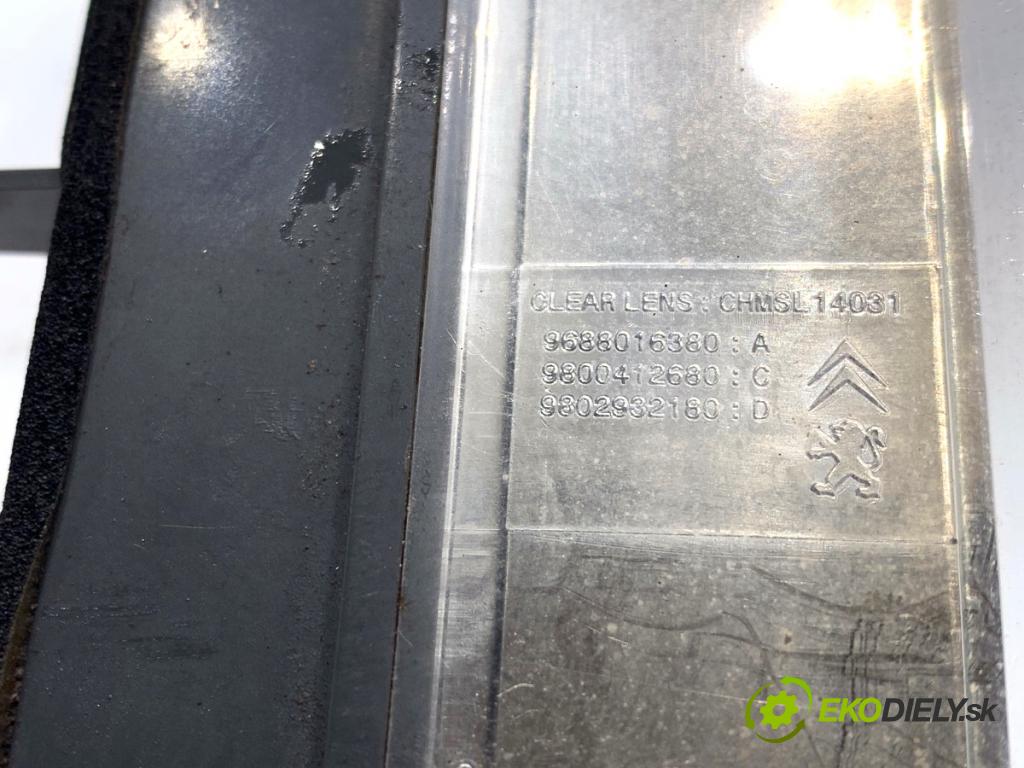 CLEAR LENS : CHMSL14031
9688016380 : A
9800412680 : C
9802932180 : D
EKODIELY.sk